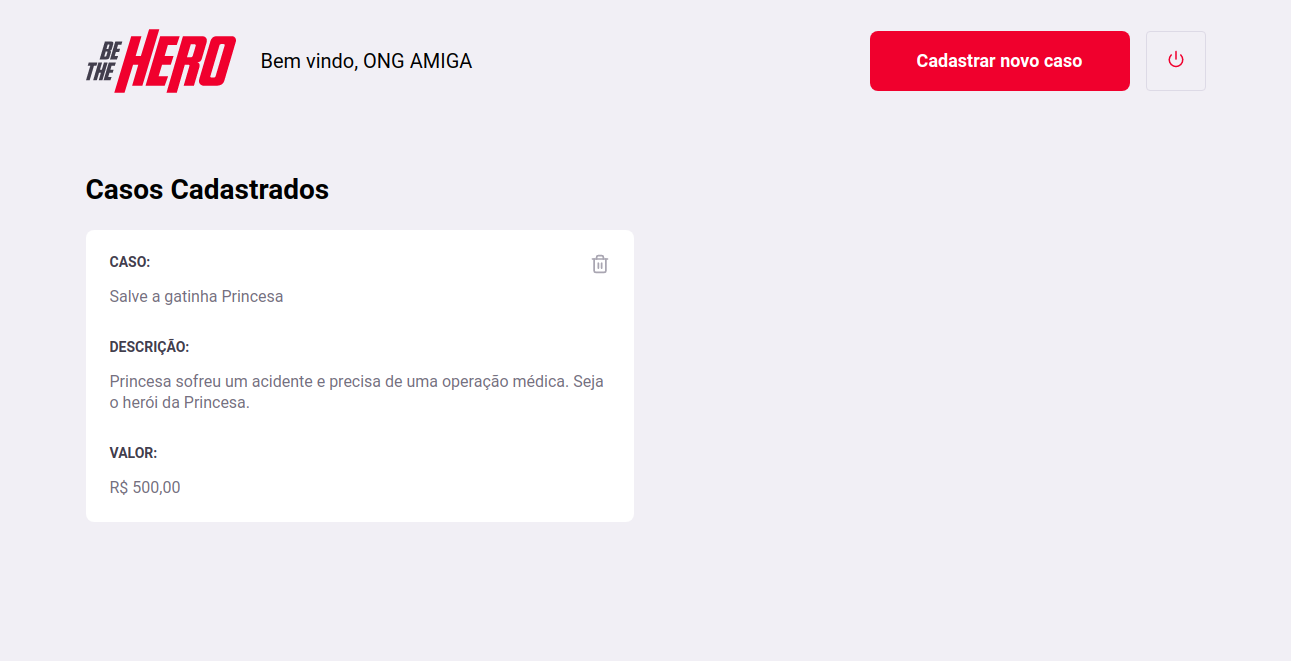 BE
THE HERO
Bem vindo, ONG AMIGA
Cadastrar novo caso
Casos Cadastrados
CASO:
Salve a gatinha Princesa
DESCRIÇÃO:
Princesa sofreu um acidente e precisa de uma operação médica. Seja
o herói da Princesa.
VALOR:
R$ 500,00